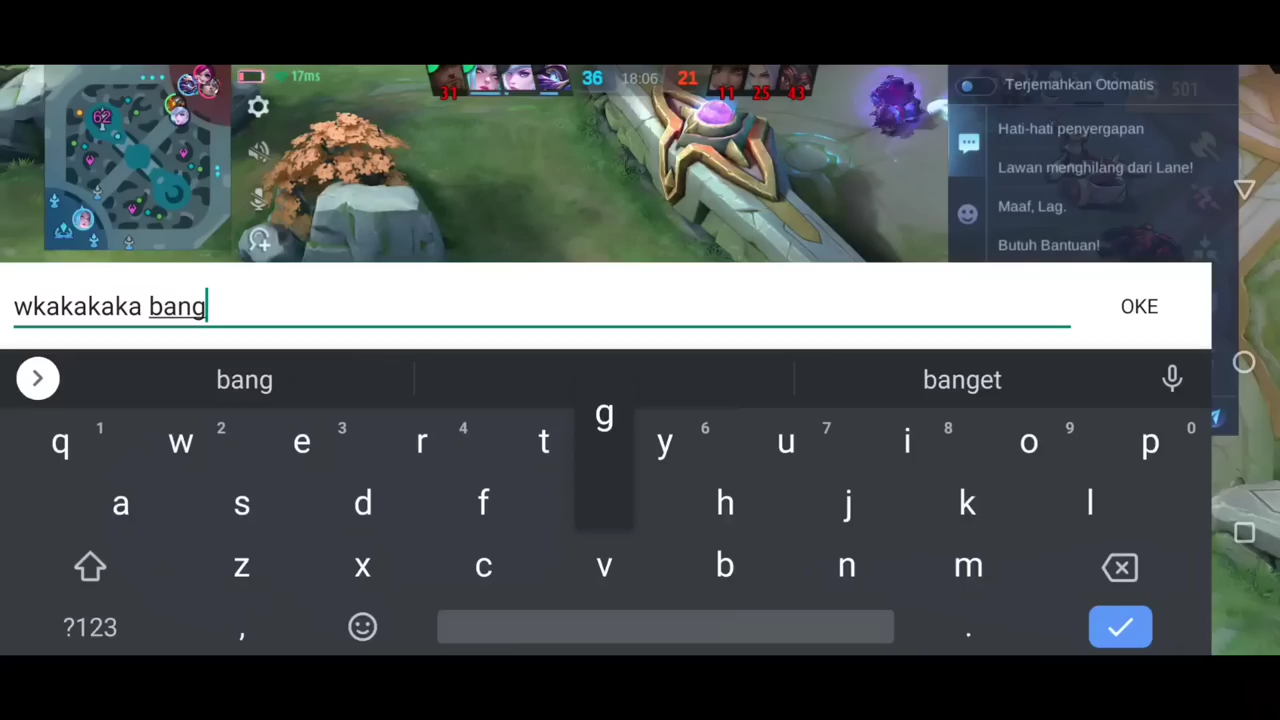 62
17ms
31
36 18:06 21
11 25 43
Terjemahkan Otomatis
501
Hati-hati penyergapan
Lawan menghilang dari Lane!
Maaf, Lag.
Butuh Bantuan!
wkakakaka bang
OKE
bang banget
g
q 1 w 2 e 3 r 4 t y 6 u 7 i 8 o 9 p 0
a s d f h j k l
z x c v b n m
?123 , .